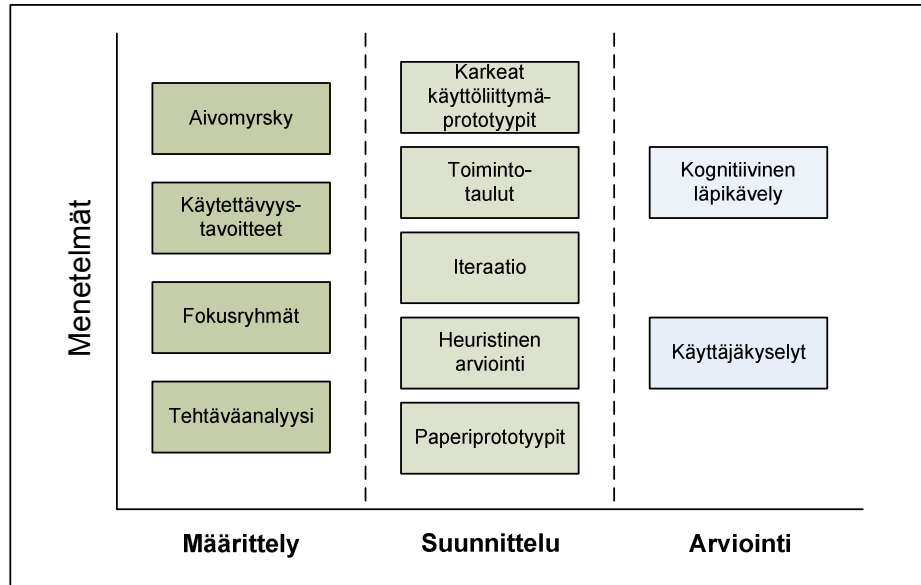 Menetelmät
Aivomyrsky
Käytettävyys-
tavoitteet
Fokusryhmät
Tehtäväanalyysi
Karkeat
käyttöliittymä-
prototyypit
Toiminto-
taulut
Iteraatio
Heuristinen
arviointi
Paperiprototyypit
Kognitiivinen
läpikävely
Käyttäjäkyselyt
Määrittely
Suunnittelu
Arviointi